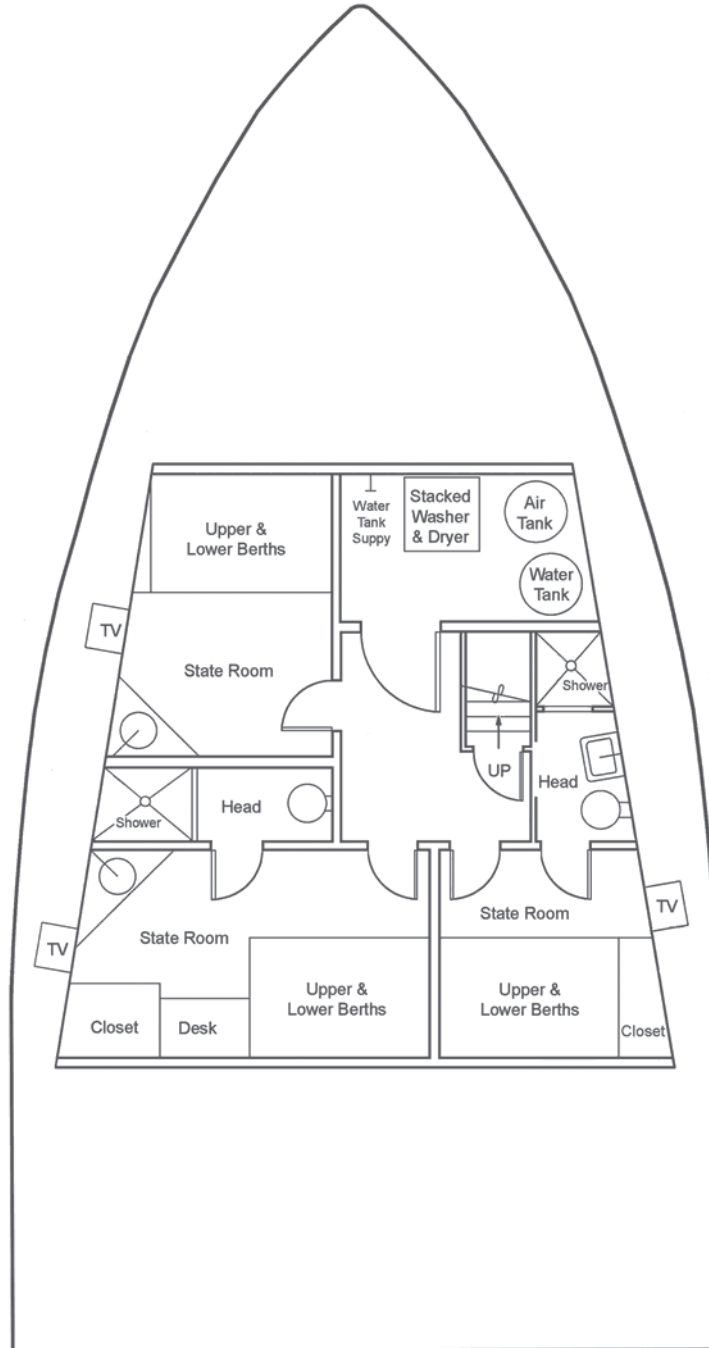 Upper &
Lower Berths
Water
Tank
Suppy
Stacked
Washer
& Dryer
Air
Tank
Water
Tank
TV
State Room
Shower
UP
Head
Shower
Head
State Room
TV
State Room
TV
Upper &
Lower Berths
Upper &
Lower Berths
Closet
Desk
Closet